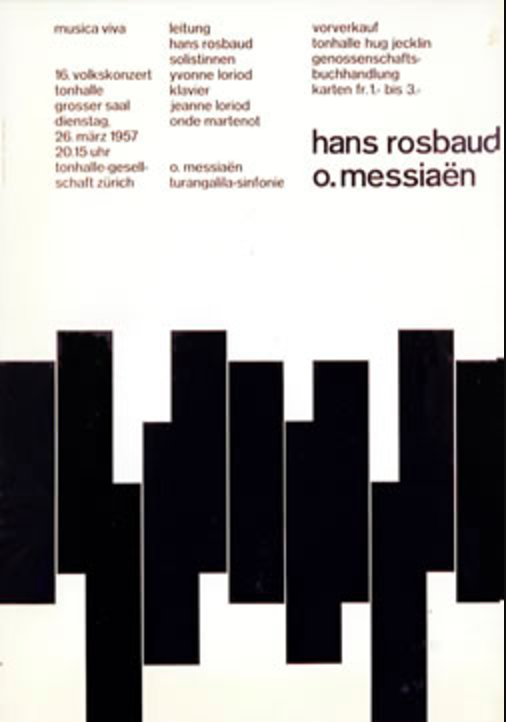 musica viva
16. volkskonzert
tonhalle
grosser saal
dienstag,
26. märz 1957
20.15 uhr
tonhalle-gesell-
schaft zürich
leitung
hans rosbaud
solistinnen
yvonne loriod
klavier
jeanne loriod
onde martenot
o. messiaën
turangalila-sinfonie
vorverkauf
tonhalle hug jecklin
genossenschafts-
buchhandlung
karten fr. 1.- bis 3.-
hans rosbaud
o. messiaën